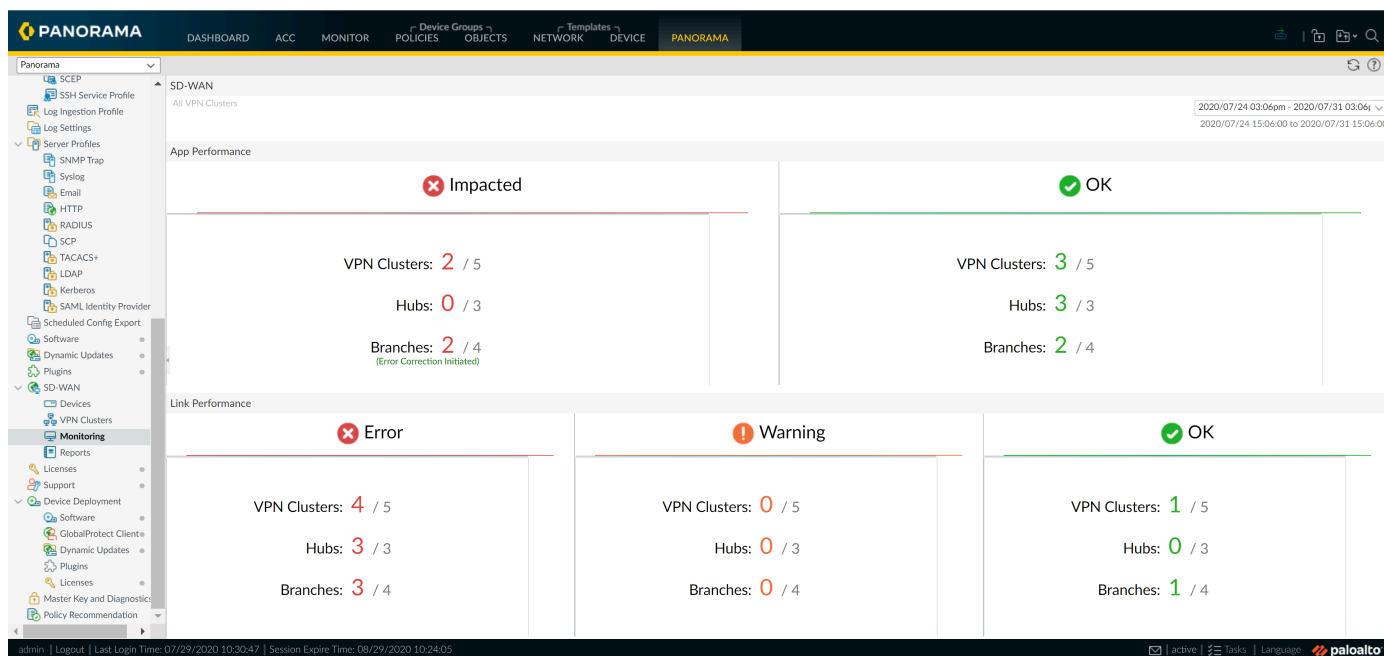 PANORAMA
DASHBOARD
ACC
MONITOR
Device Groups
POLICIES
OBJECTS
Templates
NETWORK
DEVICE
PANORAMA
Panorama
SCEP
SSH Service Profile
Log Ingestion Profile
Log Settings
Server Profiles
SNMP Trap
Syslog
Email
HTTP
RADIUS
SCP
TACACS+
LDAP
Kerberos
SAML Identity Provider
Scheduled Config Export
Software
Dynamic Updates
Plugins
SD-WAN
Devices
VPN Clusters
Monitoring
Reports
Licenses
Support
Device Deployment
Software
GlobalProtect Client
Dynamic Updates
Plugins
Licenses
Master Key and Diagnostics
Policy Recommendation
SD-WAN
All VPN Clusters
2020/07/24 03:06pm - 2020/07/31 03:06
2020/07/24 15:06:00 to 2020/07/31 15:06:00
App Performance
Impacted
VPN Clusters: 2 / 5
Hubs: 0 / 3
Branches: 2 / 4
(Error Correction Initiated)
OK
VPN Clusters: 3 / 5
Hubs: 3 / 3
Branches: 2 / 4
Link Performance
Error
VPN Clusters: 4 / 5
Hubs: 3 / 3
Branches: 3 / 4
Warning
VPN Clusters: 0 / 5
Hubs: 0 / 3
Branches: 0 / 4
OK
VPN Clusters: 1 / 5
Hubs: 0 / 3
Branches: 1 / 4
admin | Logout | Last Login Time: 07/29/2020 10:30:47 | Session Expire Time: 08/29/2020 10:24:05
active | Tasks | Language
paloalto